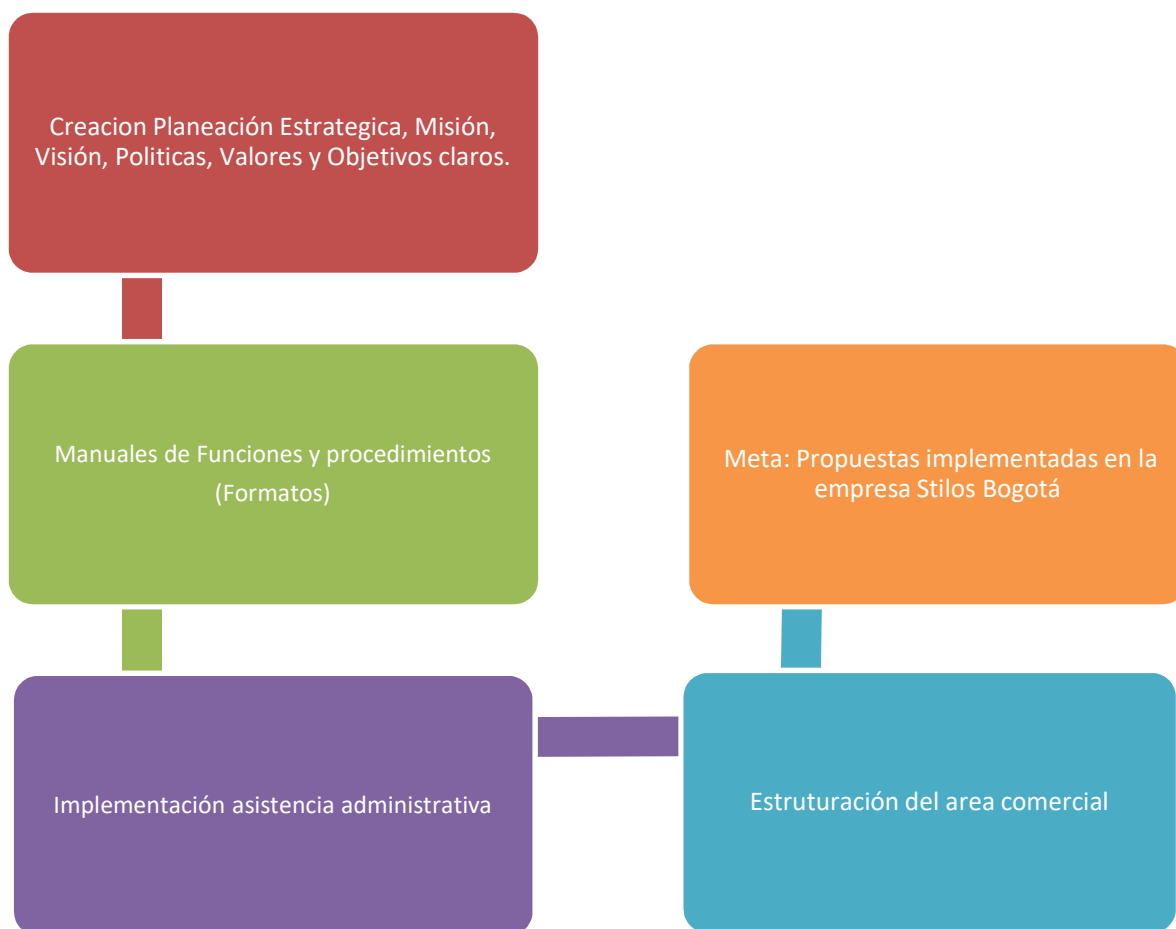 Creacion Planeación Estrategica, Misión,
Visión, Politicas, Valores y Objetivos claros.
Manuales de Funciones y procedimientos
(Formatos)
Implementación asistencia administrativa
Estruturación del area comercial
Meta: Propuestas implementadas en la
empresa Stilos Bogotá